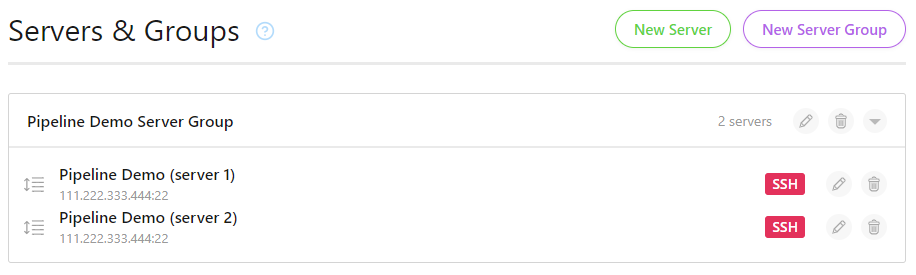 Servers & Groups ?
New Server
New Server Group
Pipeline Demo Server Group
2 servers
Pipeline Demo (server 1)
111.222.333.444:22
SSH
Pipeline Demo (server 2)
111.222.333.444:22
SSH